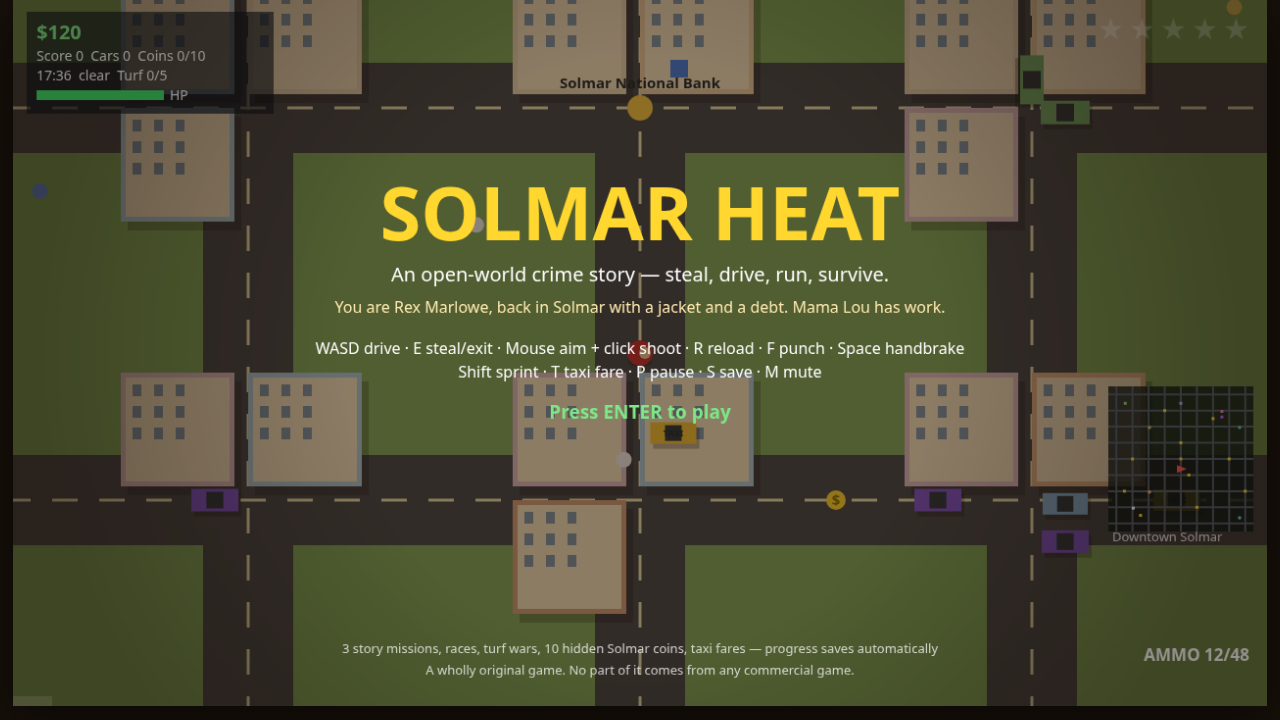 $120
Score 0 Cars 0 Coins 0/10
17:36 clear Turf 0/5
HP
★★★★★
Solmar National Bank
SOLMAR HEAT
An open-world crime story — steal, drive, run, survive.
You are Rex Marlowe, back in Solmar with a jacket and a debt. Mama Lou has work.
WASD drive · E steal/exit · Mouse aim + click shoot · R reload · F punch · Space handbrake
Shift sprint · T taxi fare · P pause · S save · M mute
Press ENTER to play
$
Downtown Solmar
3 story missions, races, turf wars, 10 hidden Solmar coins, taxi fares — progress saves automatically
A wholly original game. No part of it comes from any commercial game.
AMMO 12/48